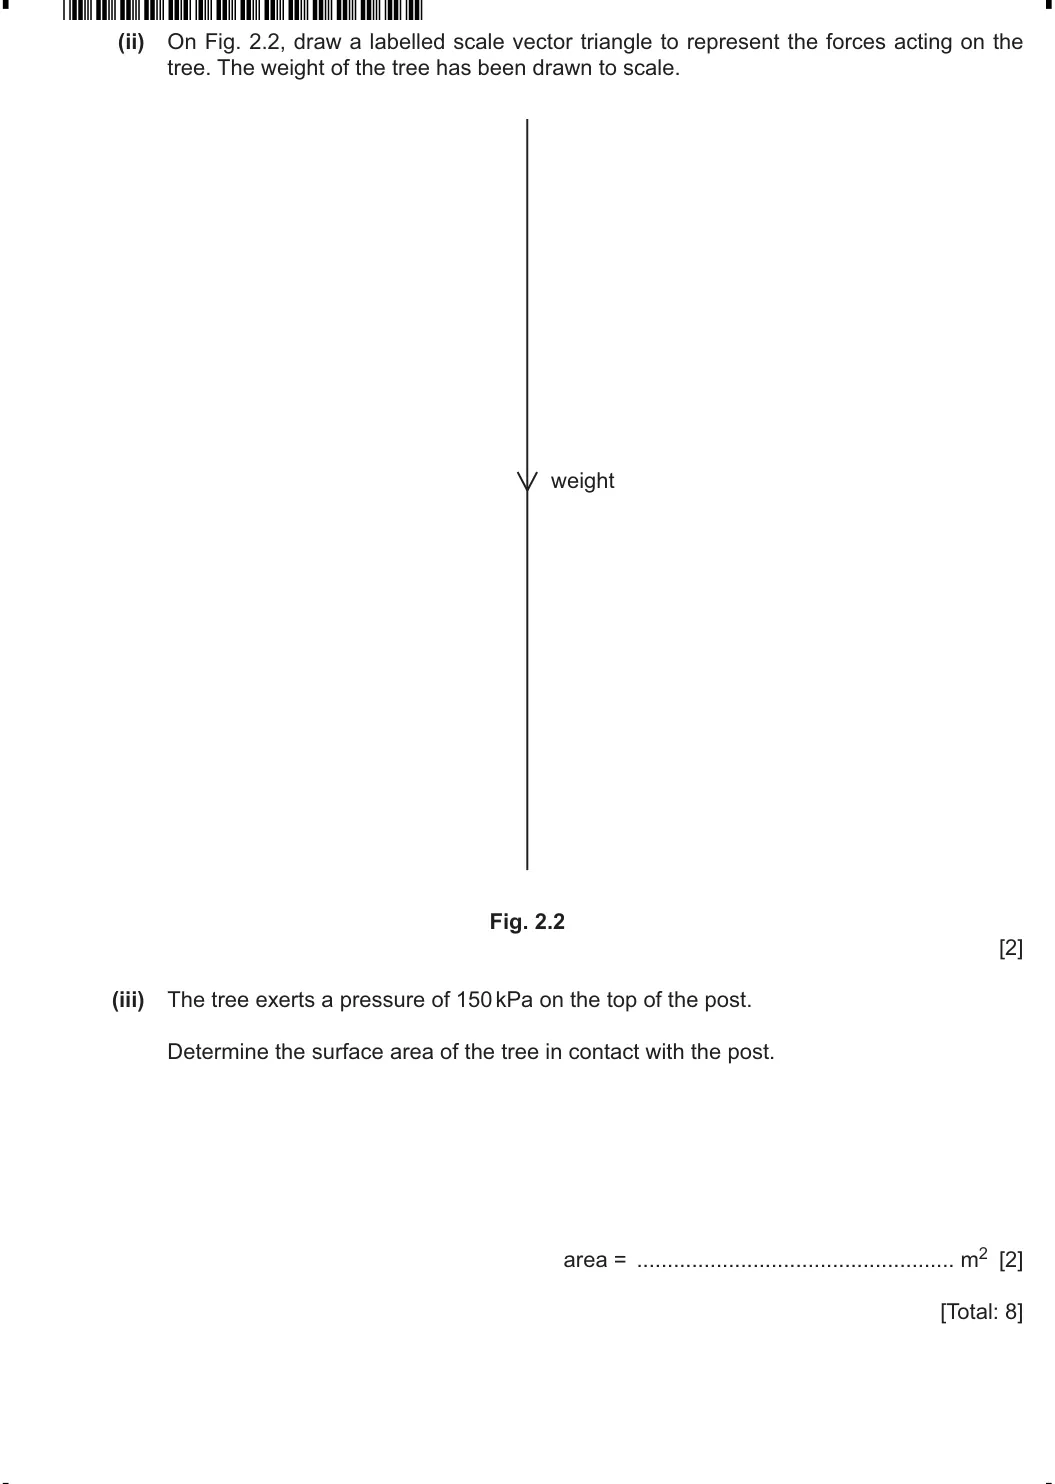 (ii) On Fig. 2.2, draw a labelled scale vector triangle to represent the forces acting on the
tree. The weight of the tree has been drawn to scale.
weight
Fig. 2.2
[2]
(iii) The tree exerts a pressure of 150 kPa on the top of the post.
Determine the surface area of the tree in contact with the post.
area = .................................................... m² [2]
[Total: 8]